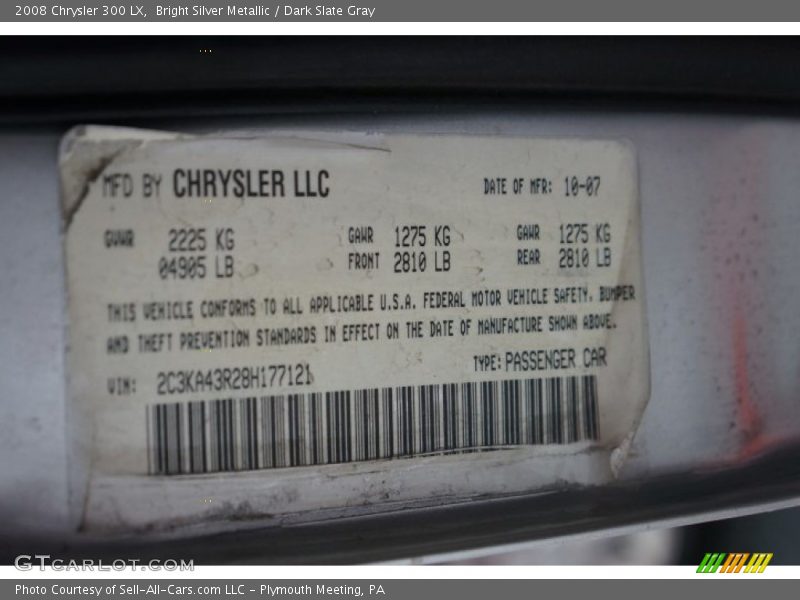 2008 Chrysler 300 LX, Bright Silver Metallic / Dark Slate Gray
MFD BY CHRYSLER LLC DATE OF MFR: 10-07
GVWR 2225 KG GAWR 1275 KG GAWR 1275 KG
04905 LB FRONT 2810 LB REAR 2810 LB
THIS VEHICLE CONFORMS TO ALL APPLICABLE U.S.A. FEDERAL MOTOR VEHICLE SAFETY, BUMPER
AND THEFT PREVENTION STANDARDS IN EFFECT ON THE DATE OF MANUFACTURE SHOWN ABOVE.
VIN: 2C3KA43R28H177121 TYPE: PASSENGER CAR
GTCARLOT.COM
Photo Courtesy of Sell-All-Cars.com LLC - Plymouth Meeting, PA